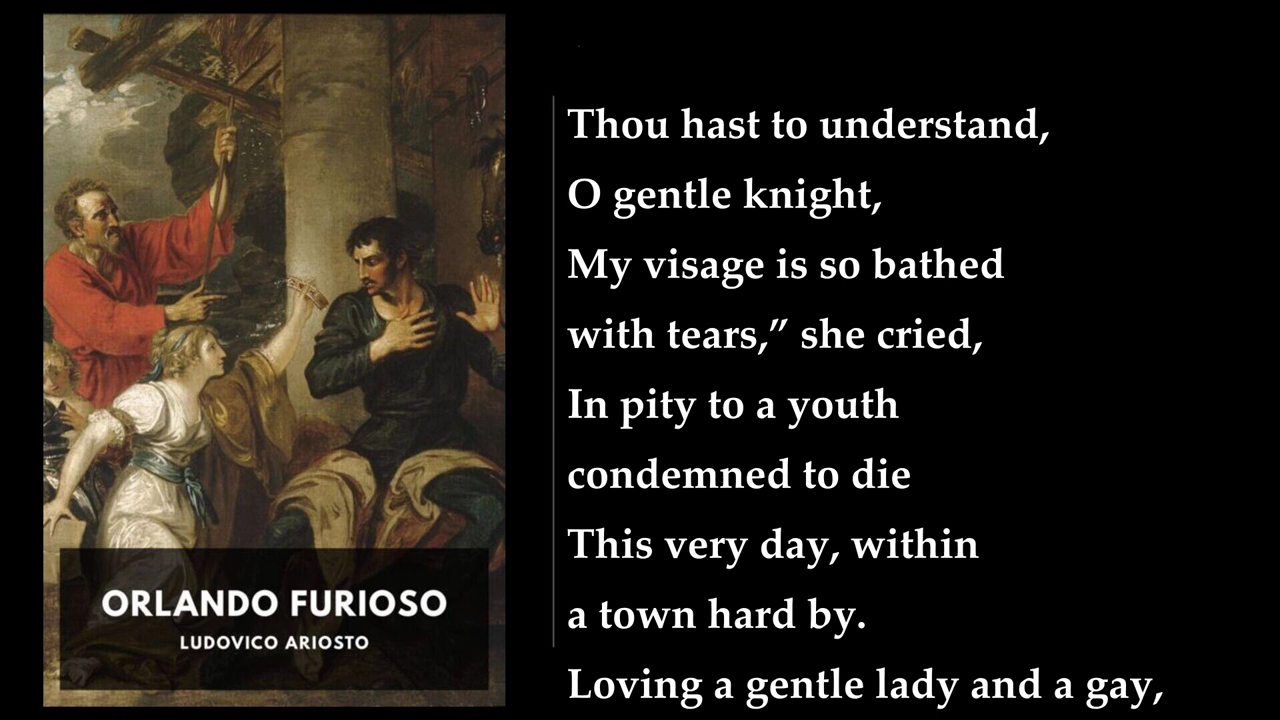 ORLANDO FURIOSO
LUDOVICO ARIOSTO
Thou hast to understand,
O gentle knight,
My visage is so bathed
with tears,” she cried,
In pity to a youth
condemned to die
This very day, within
a town hard by.
Loving a gentle lady and a gay,